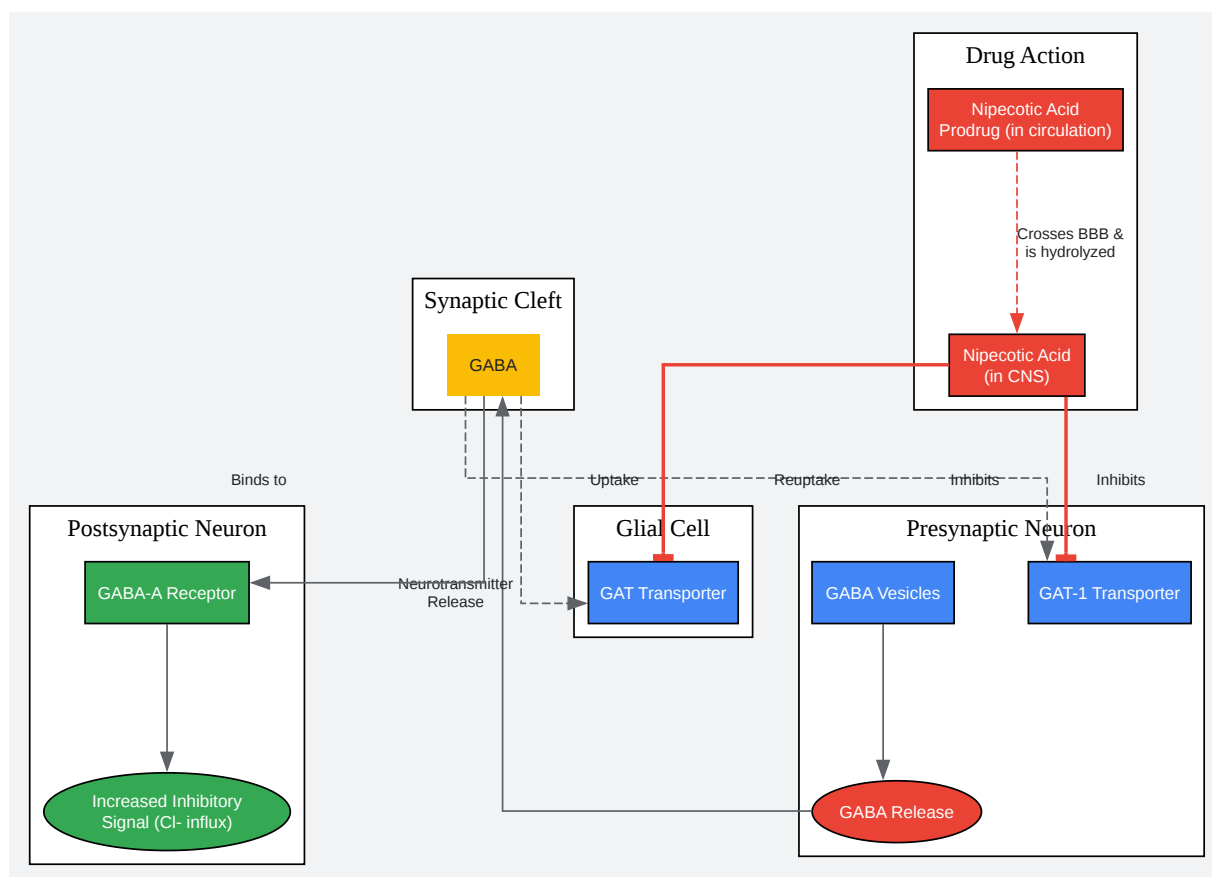 Drug Action
Nipecotic Acid
Prodrug (in circulation)
Crosses BBB &
is hydrolyzed
Synaptic Cleft
GABA
Nipecotic Acid
(in CNS)
Binds to
Uptake
Reuptake
Inhibits
Inhibits
Postsynaptic Neuron
Glial Cell
Presynaptic Neuron
GABA-A Receptor
Neurotransmitter
Release
GAT Transporter
GABA Vesicles
GAT-1 Transporter
Increased Inhibitory
Signal (Cl- influx)
GABA Release